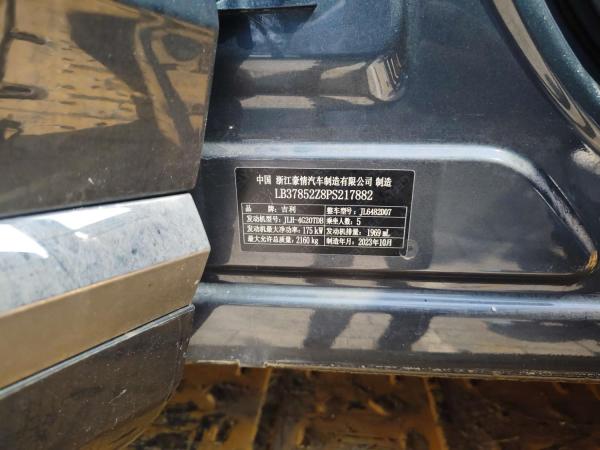 中国 浙江豪情汽车制造有限公司 制造
LB37852Z8PS217882
品 牌：吉利 整车型号：JL6482D07
发动机型号：JLH-4G20TDB 乘坐人数：5
发动机最大净功率：175 kW 发动机排量：1969 mL
最大允许总质量：2160 kg 制造年月：2023年10月